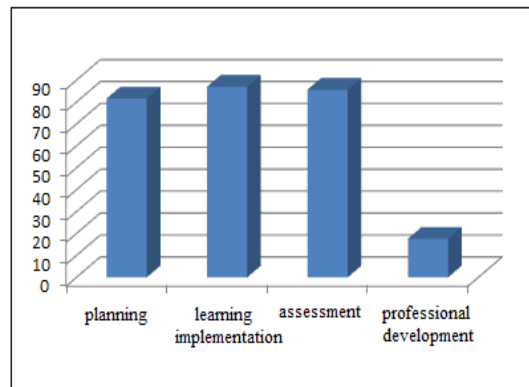 90
80
70
60
50
40
30
20
10
0
planning
learning
implementation
assessment
professional
development